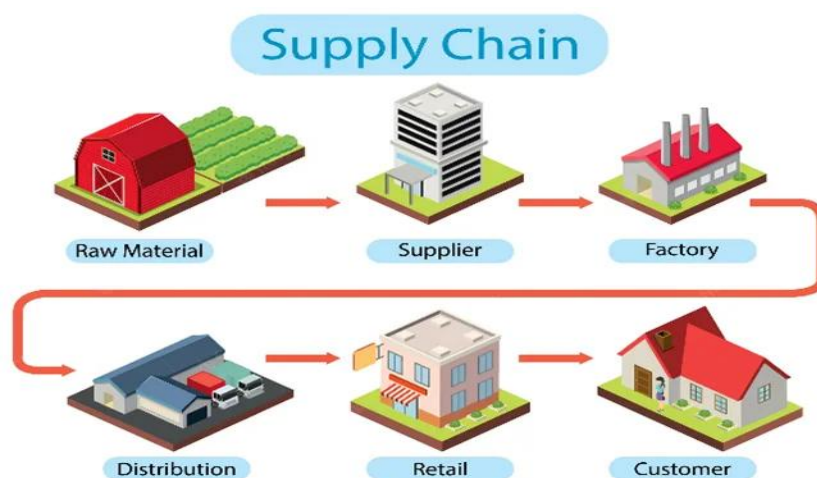 Supply Chain
Raw Material
Supplier
Factory
Distribution
Retail
Customer